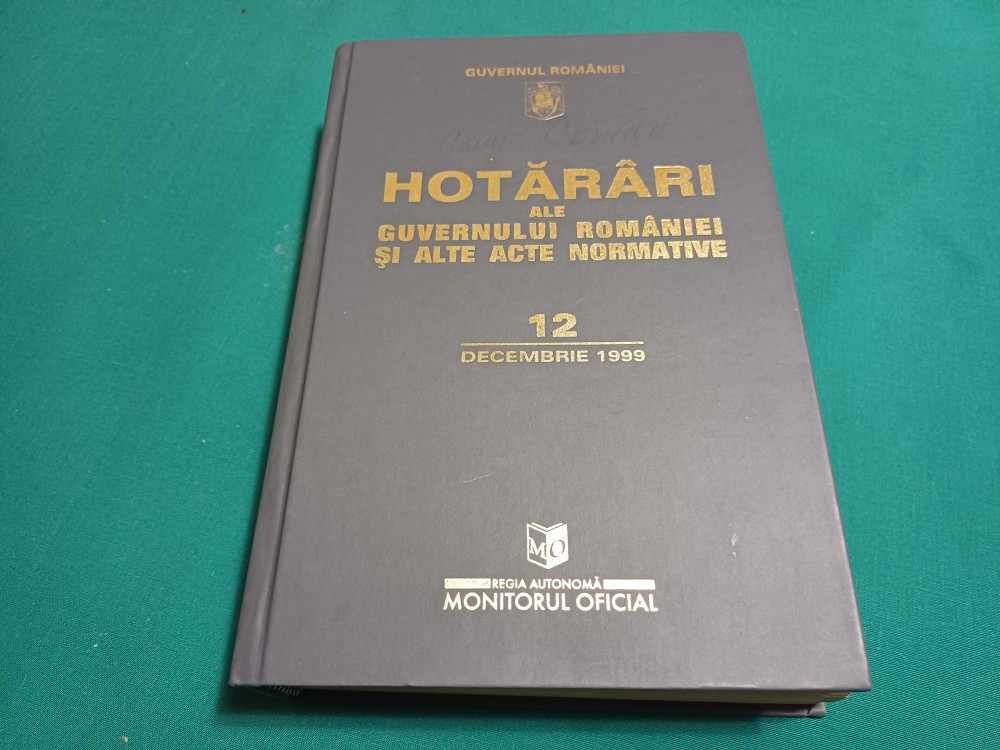 GUVERNUL ROMÂNIEI
HOTĂRÂRI
ALE
GUVERNULUI ROMÂNIEI
ŞI ALTE ACTE NORMATIVE
12
DECEMBRIE 1999
MO
REGIA AUTONOMĂ
MONITORUL OFICIAL